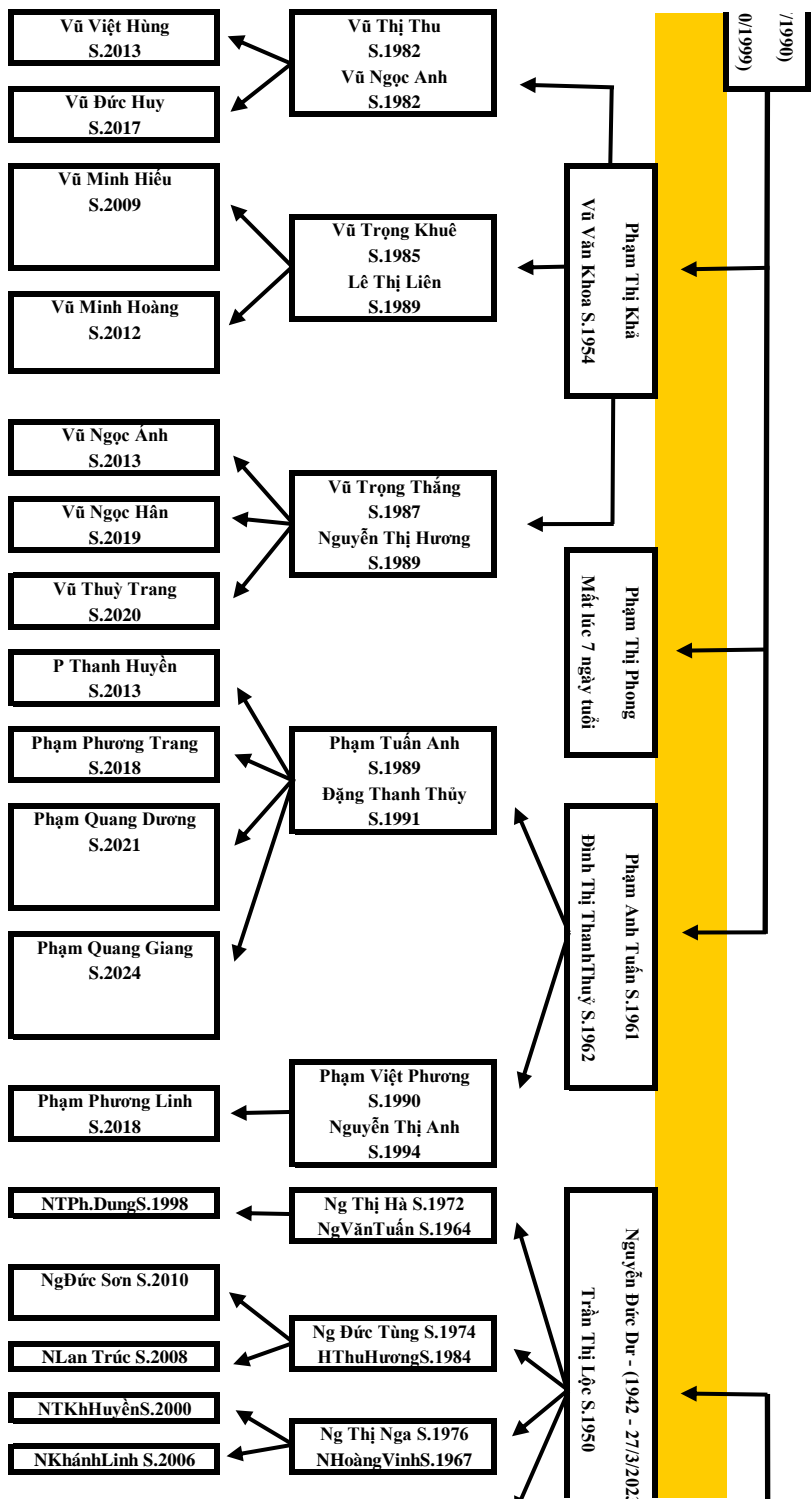 Vũ Việt Hùng
S.2013
Vũ Đức Huy
S.2017
Vũ Minh Hiếu
S.2009
Vũ Minh Hoàng
S.2012
Vũ Ngọc Ánh
S.2013
Vũ Ngọc Hân
S.2019
Vũ Thuỳ Trang
S.2020
P Thanh Huyền
S.2013
Phạm Phương Trang
S.2018
Phạm Quang Dương
S.2021
Phạm Quang Giang
S.2024
Phạm Phương Linh
S.2018
NTPh.DungS.1998
NgĐức Sơn S.2010
NLan Trúc S.2008
NTKhHuyềnS.2000
NKhánhLinh S.2006
Vũ Thị Thu
S.1982
Vũ Ngọc Anh
S.1982
Vũ Trọng Khuê
S.1985
Lê Thị Liên
S.1989
Vũ Trọng Thắng
S.1987
Nguyễn Thị Hương
S.1989
Phạm Tuấn Anh
S.1989
Đặng Thanh Thủy
S.1991
Phạm Việt Phương
S.1990
Nguyễn Thị Anh
S.1994
Ng Thị Hà S.1972
NgVănTuấn S.1964
Ng Đức Tùng S.1974
HThuHươngS.1984
Ng Thị Nga S.1976
NHoàngVinhS.1967
Phạm Thị Khả
Vũ Văn Khoa S.1954
Phạm Thị Phong
Mất lúc 7 ngày tuổi
Phạm Anh Tuấn S.1961
Đình Thị ThanhThuỷ S.1962
Nguyễn Đức Dư - (1942 - 27/3/202
Trần Thị Lộc S.1950
/1990)
0/1999)